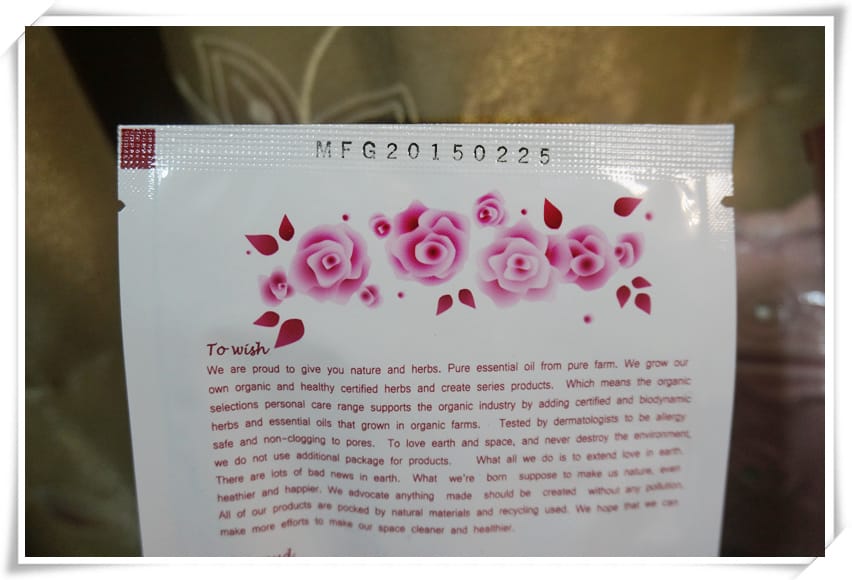 MFG20150225
To wish
We are proud to give you nature and herbs. Pure essential oil from pure farm. We grow our
own organic and healthy certified herbs and create series products. Which means the organic
selections personal care range supports the organic industry by adding certified and biodynamic
herbs and essential oils that grown in organic farms. Tested by dermatologists to be allergy
safe and non-clogging to pores. To love earth and space, and never destroy the environment,
we do not use additional package for products. What all we do is to extend love in earth.
There are lots of bad news in earth. What we're born suppose to make us nature, even
heathier and happier. We advocate anything made should be created without any pollution.
All of our products are pocked by natural materials and recycling used. We hope that we can
make more efforts to make our space cleaner and healthier.